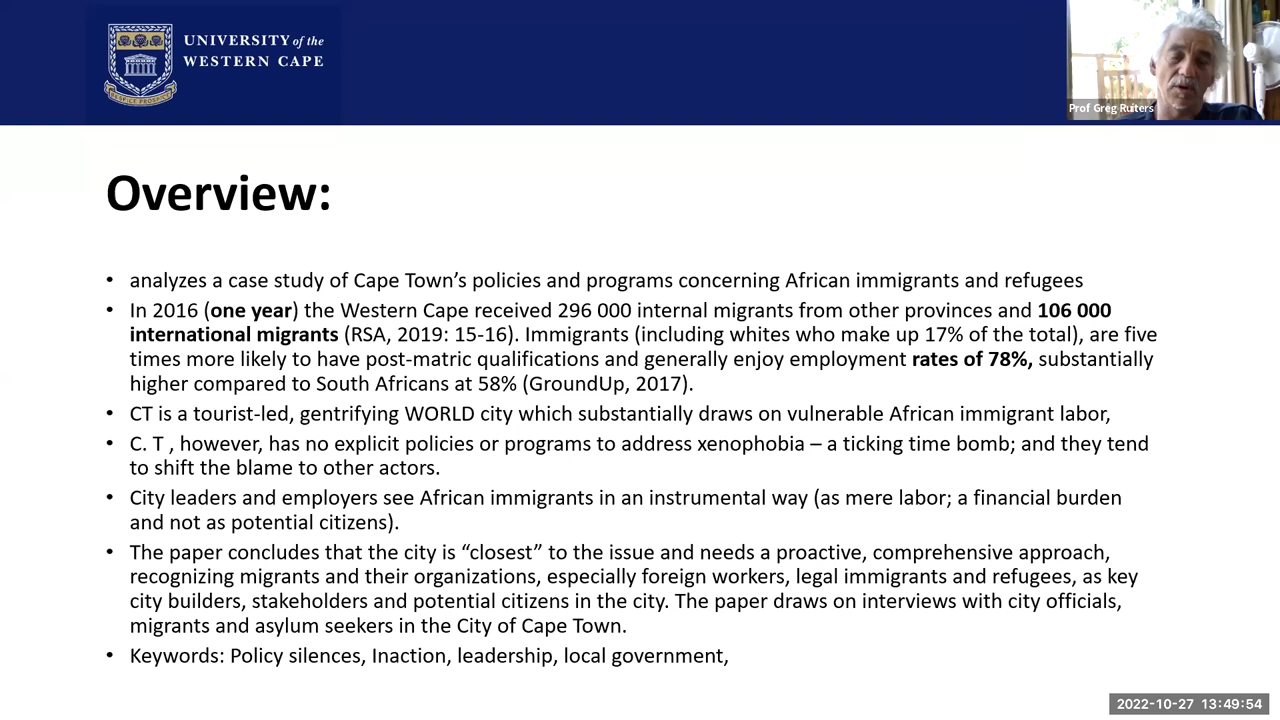 UNIVERSITY of the
WESTERN CAPE
Prof Greg Ruiters
Overview:
• analyzes a case study of Cape Town’s policies and programs concerning African immigrants and refugees
• In 2016 (one year) the Western Cape received 296 000 internal migrants from other provinces and 106 000
international migrants (RSA, 2019: 15-16). Immigrants (including whites who make up 17% of the total), are five
times more likely to have post-matric qualifications and generally enjoy employment rates of 78%, substantially
higher compared to South Africans at 58% (GroundUp, 2017).
• CT is a tourist-led, gentrifying WORLD city which substantially draws on vulnerable African immigrant labor,
• C. T , however, has no explicit policies or programs to address xenophobia – a ticking time bomb; and they tend
to shift the blame to other actors.
• City leaders and employers see African immigrants in an instrumental way (as mere labor; a financial burden
and not as potential citizens).
• The paper concludes that the city is “closest” to the issue and needs a proactive, comprehensive approach,
recognizing migrants and their organizations, especially foreign workers, legal immigrants and refugees, as key
city builders, stakeholders and potential citizens in the city. The paper draws on interviews with city officials,
migrants and asylum seekers in the City of Cape Town.
• Keywords: Policy silences, Inaction, leadership, local government,
2022-10-27 13:49:54